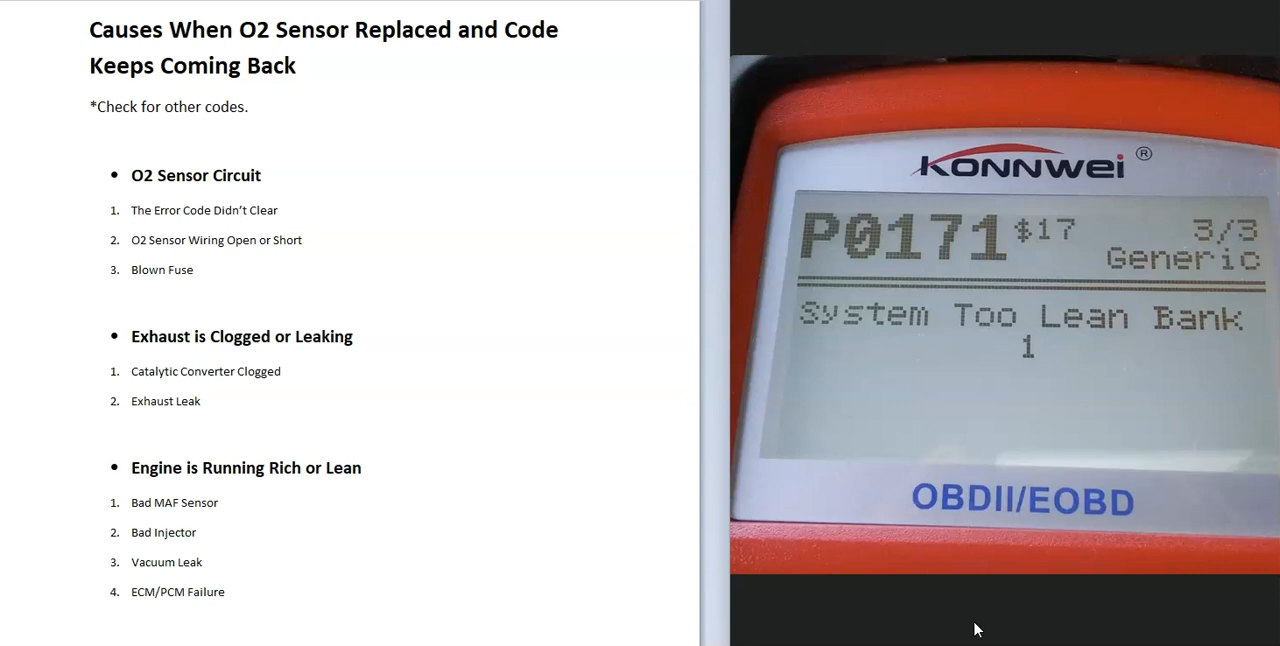 Causes When O2 Sensor Replaced and Code
Keeps Coming Back
*Check for other codes.
• O2 Sensor Circuit
1. The Error Code Didn’t Clear
2. O2 Sensor Wiring Open or Short
3. Blown Fuse
• Exhaust is Clogged or Leaking
1. Catalytic Converter Clogged
2. Exhaust Leak
• Engine is Running Rich or Lean
1. Bad MAF Sensor
2. Bad Injector
3. Vacuum Leak
4. ECM/PCM Failure
KONNWEI ®
P0171 $17 3/3
Generic
System Too Lean Bank
1
OBDII/EOBD